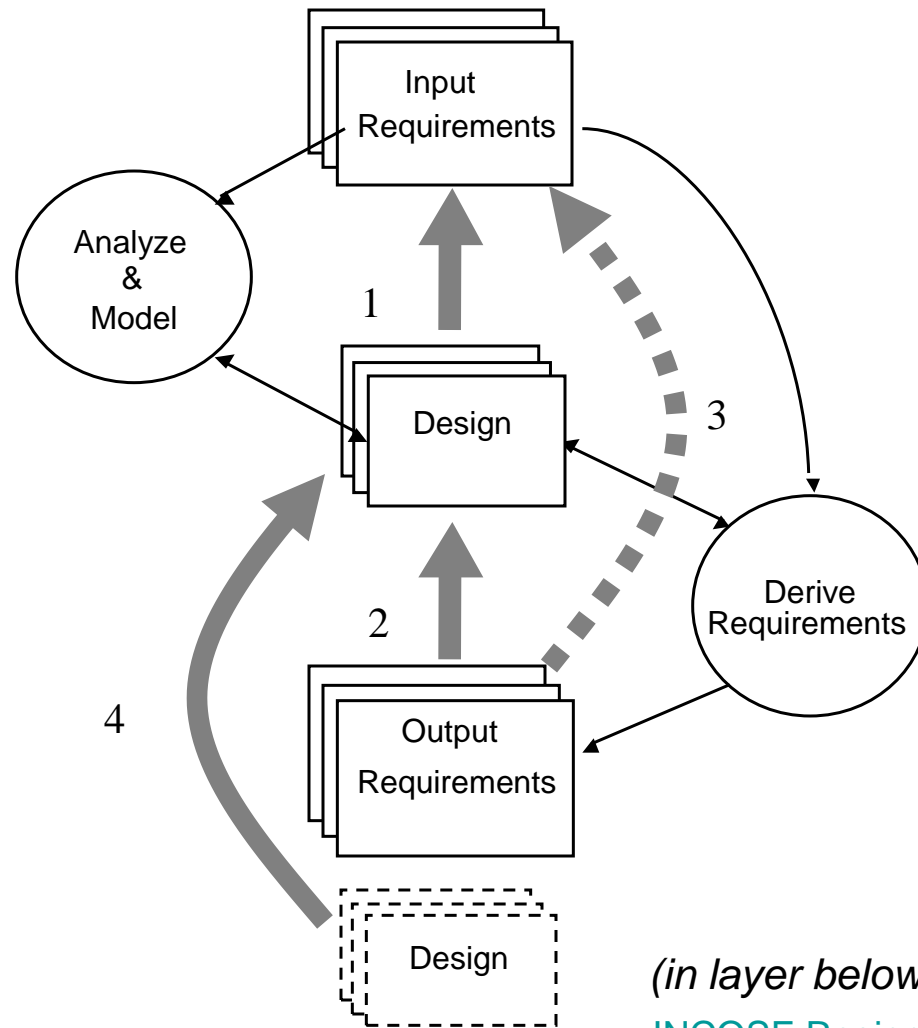 Input
Requirements
Analyze
&
Model
1
Design
3
Derive
Requirements
2
4
Output
Requirements
Design
(in layer below